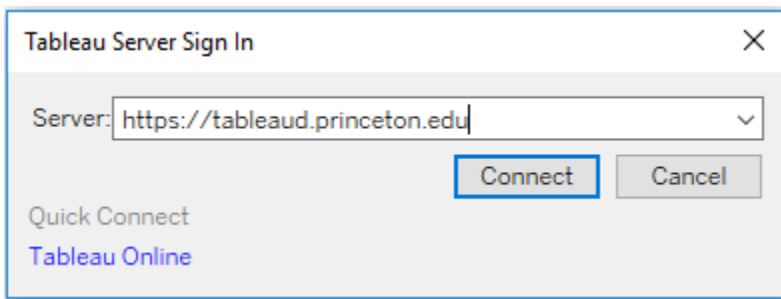 Tableau Server Sign In
Server: https://tableaud.princeton.edu
Connect Cancel
Quick Connect
Tableau Online